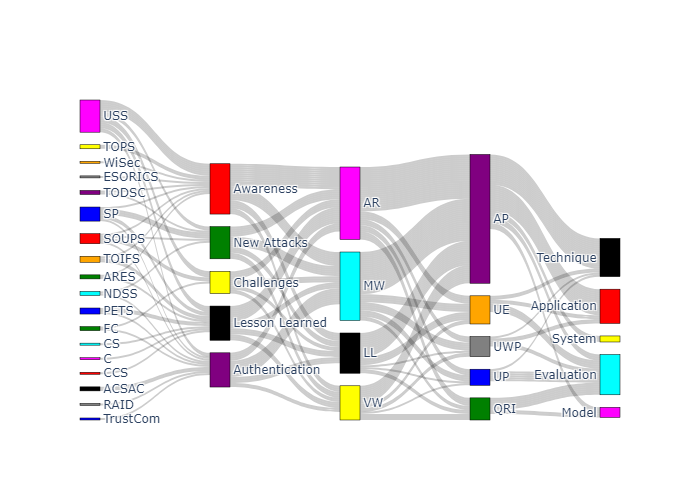 USS
TOPS
WiSec
ESORICS
TODSC
SP
SOUPS
TOIFS
ARES
NDSS
PETS
FC
CS
C
CCS
ACSAC
RAID
TrustCom
Awareness
New Attacks
Challenges
Lesson Learned
Authentication
AR
MW
LL
VW
AP
UE
UWP
UP
QRI
Technique
Application
System
Evaluation
Model